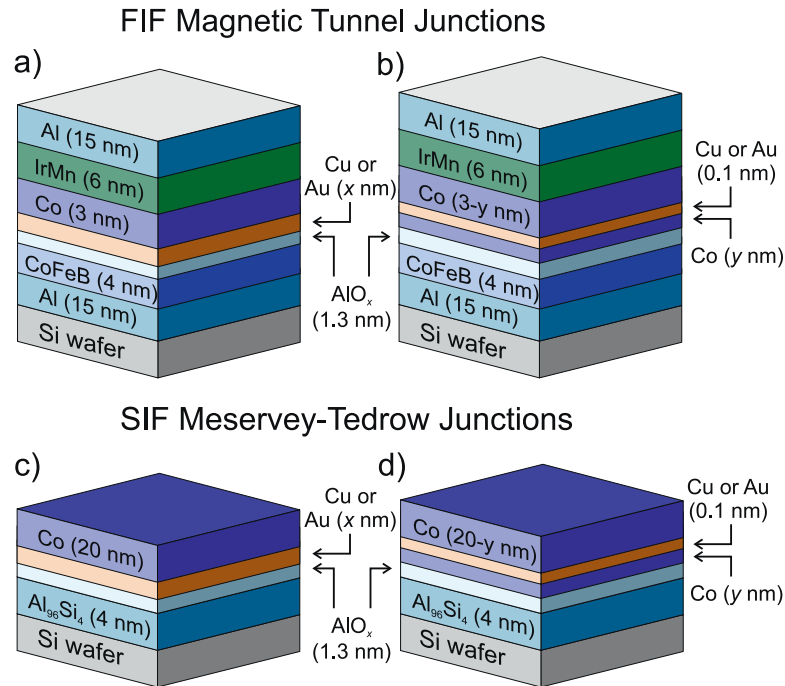 FIF Magnetic Tunnel Junctions
a)
Al (15 nm)
IrMn (6 nm)
Co (3 nm)
CoFeB (4 nm)
Al (15 nm)
Si wafer
Cu or
Au (x nm)
AlOₓ
(1.3 nm)
b)
Al (15 nm)
IrMn (6 nm)
Co (3-y nm)
CoFeB (4 nm)
Al (15 nm)
Si wafer
Cu or Au
(0.1 nm)
Co (y nm)
SIF Meservey-Tedrow Junctions
c)
Co (20 nm)
Al₉₆Si₄ (4 nm)
Si wafer
Cu or
Au (x nm)
AlOₓ
(1.3 nm)
d)
Co (20-y nm)
Al₉₆Si₄ (4 nm)
Si wafer
Cu or Au
(0.1 nm)
Co (y nm)